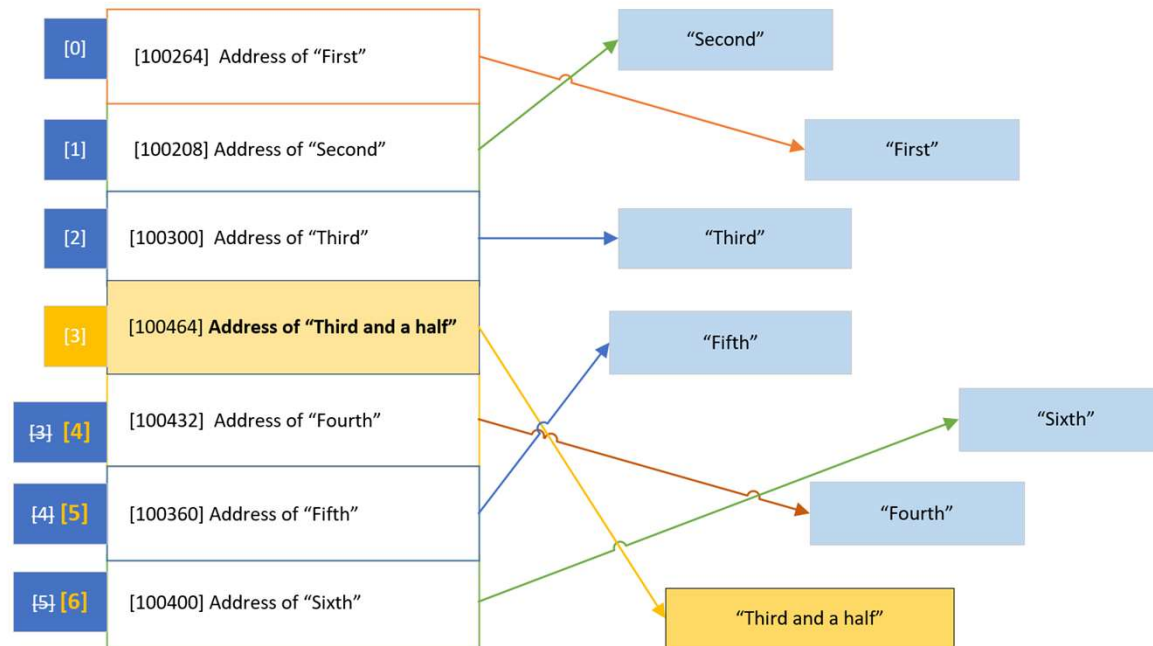 [0]
[100264] Address of “First”
“Second”
[1]
[100208] Address of “Second”
“First”
[2]
[100300] Address of “Third”
“Third”
[3]
[100464] Address of “Third and a half”
“Fifth”
[3] [4]
[100432] Address of “Fourth”
“Sixth”
[4] [5]
[100360] Address of “Fifth”
“Fourth”
[5] [6]
[100400] Address of “Sixth”
“Third and a half”